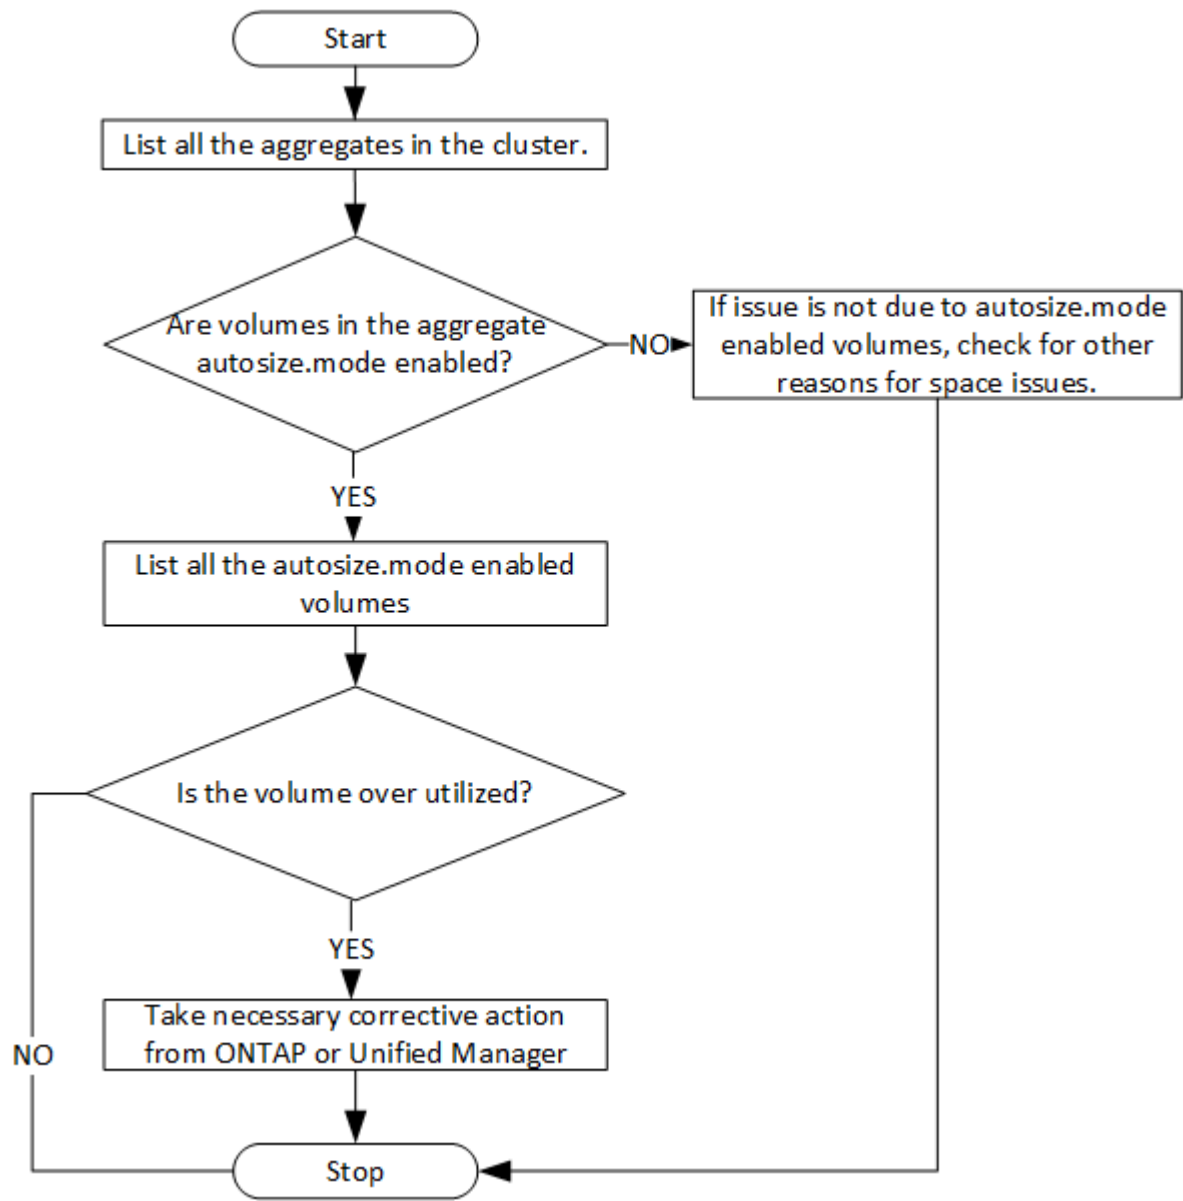 Start
List all the aggregates in the cluster.
Are volumes in the aggregate
autosize.mode enabled?
NO
If issue is not due to autosize.mode
enabled volumes, check for other
reasons for space issues.
YES
List all the autosize.mode enabled
volumes
Is the volume over utilized?
YES
Take necessary corrective action
from ONTAP or Unified Manager
NO
Stop